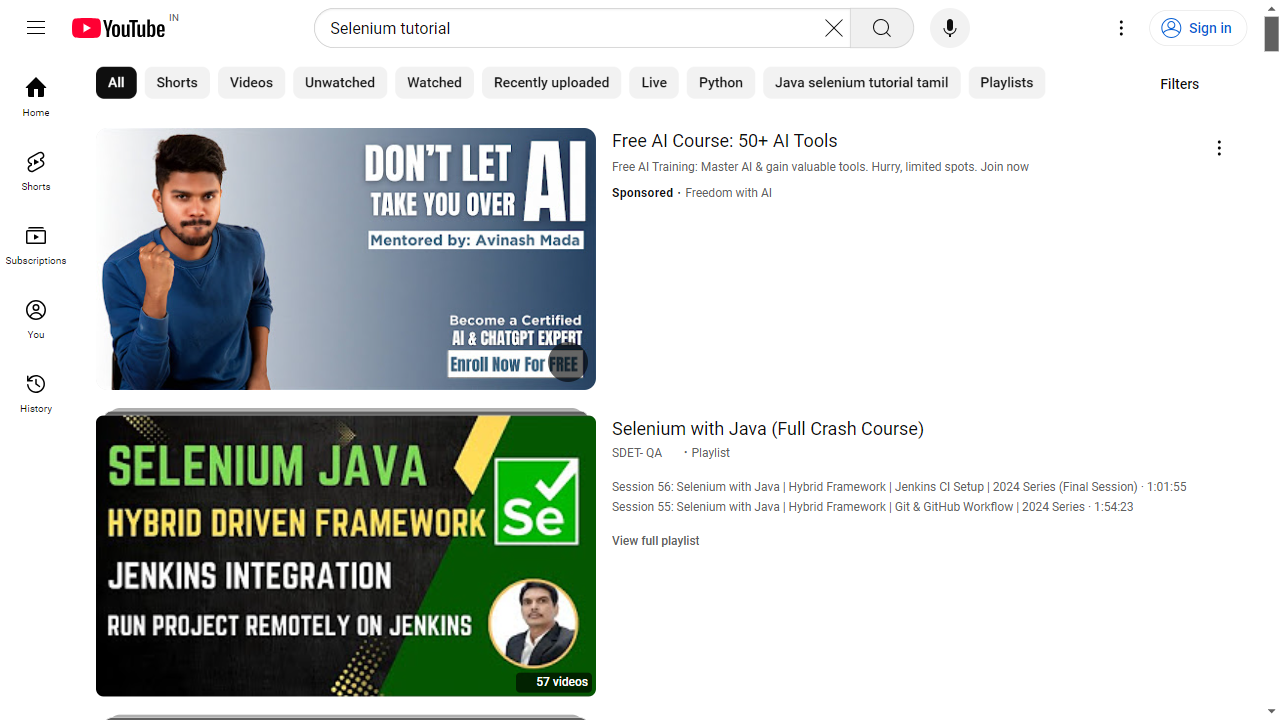 YouTube IN
Selenium tutorial
Sign in
All
Shorts
Videos
Unwatched
Watched
Recently uploaded
Live
Python
Java selenium tutorial tamil
Playlists
Filters
Home
Shorts
Subscriptions
You
History
DON'T LET
TAKE YOU OVER
AI
Mentored by: Avinash Mada
Become a Certified
AI & CHATGPT EXPERT
Enroll Now For FREE
Free AI Course: 50+ AI Tools
Free AI Training: Master AI & gain valuable tools. Hurry, limited spots. Join now
Sponsored · Freedom with AI
SELENIUM JAVA
HYBRID DRIVEN FRAMEWORK
JENKINS INTEGRATION
RUN PROJECT REMOTELY ON JENKINS
Se
57 videos
Selenium with Java (Full Crash Course)
SDET- QA · Playlist
Session 56: Selenium with Java | Hybrid Framework | Jenkins CI Setup | 2024 Series (Final Session) · 1:01:55
Session 55: Selenium with Java | Hybrid Framework | Git & GitHub Workflow | 2024 Series · 1:54:23
View full playlist